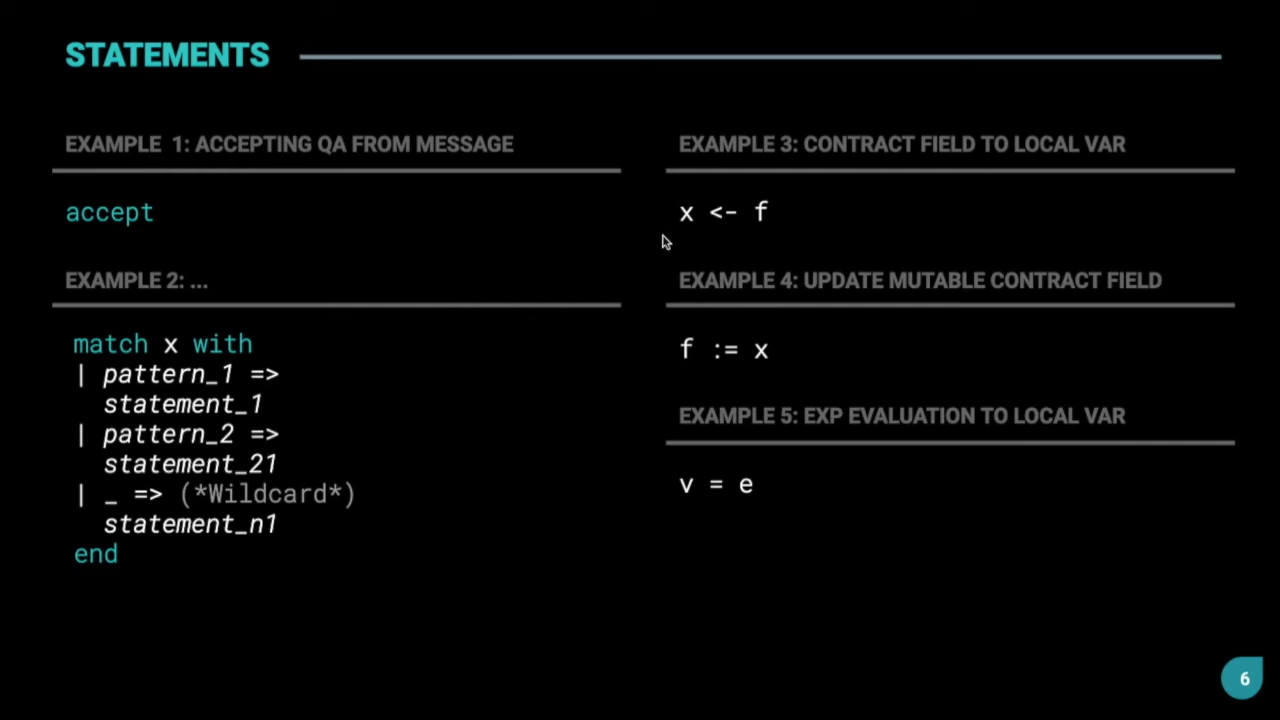 STATEMENTS
EXAMPLE 1: ACCEPTING QA FROM MESSAGE
accept
EXAMPLE 2: ...
match x with
| pattern_1 =>
statement_1
| pattern_2 =>
statement_21
| _ => (*Wildcard*)
statement_n1
end
EXAMPLE 3: CONTRACT FIELD TO LOCAL VAR
x <- f
EXAMPLE 4: UPDATE MUTABLE CONTRACT FIELD
f := x
EXAMPLE 5: EXP EVALUATION TO LOCAL VAR
v = e
6